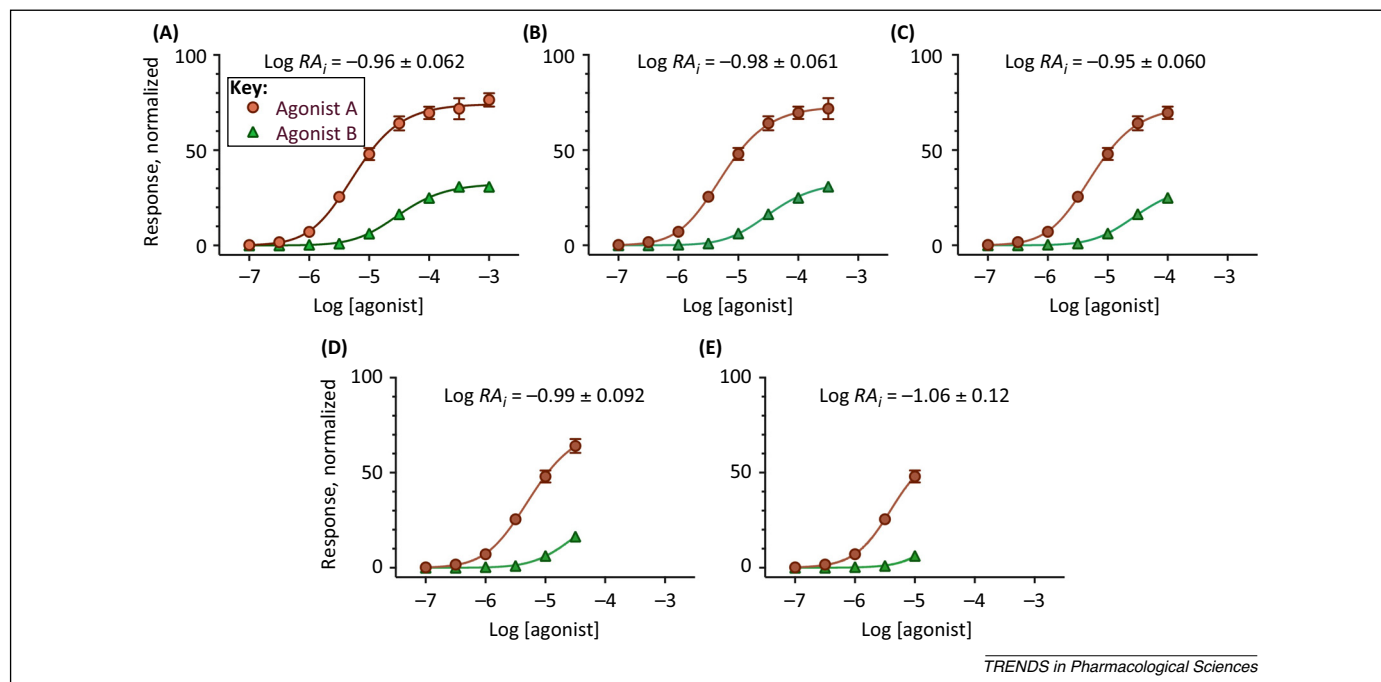 (A)
Log RAi = –0.96 ± 0.062
Key:
Agonist A
Agonist B
100
50
0
Response, normalized
–7 –6 –5 –4 –3
Log [agonist]
(B)
Log RAi = –0.98 ± 0.061
100
50
0
–7 –6 –5 –4 –3
Log [agonist]
(C)
Log RAi = –0.95 ± 0.060
100
50
0
–7 –6 –5 –4 –3
Log [agonist]
(D)
Log RAi = –0.99 ± 0.092
100
50
0
Response, normalized
–7 –6 –5 –4 –3
Log [agonist]
(E)
Log RAi = –1.06 ± 0.12
100
50
0
–7 –6 –5 –4 –3
Log [agonist]
TRENDS in Pharmacological Sciences